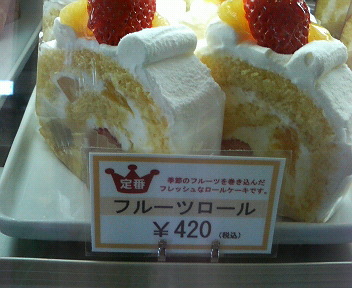 定番
季節のフルーツを巻き込んだ
フレッシュなロールケーキです。
フルーツロール
￥420（税込）